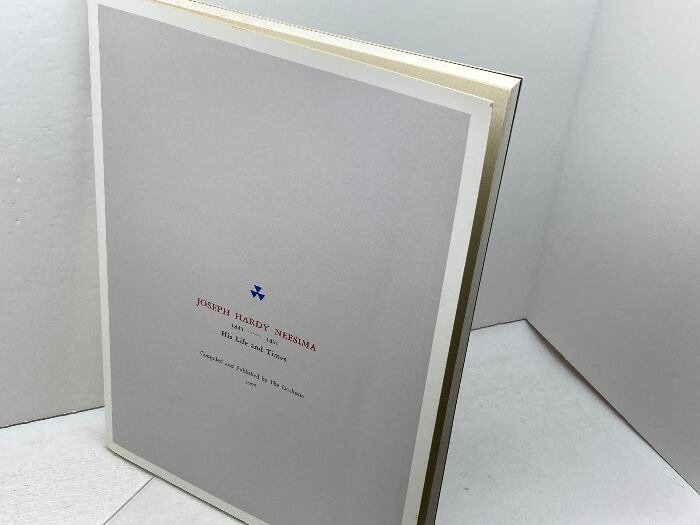 JOSEPH HARDY NEESIMA
His Life and Times
Compiled and Published by The Doshisha